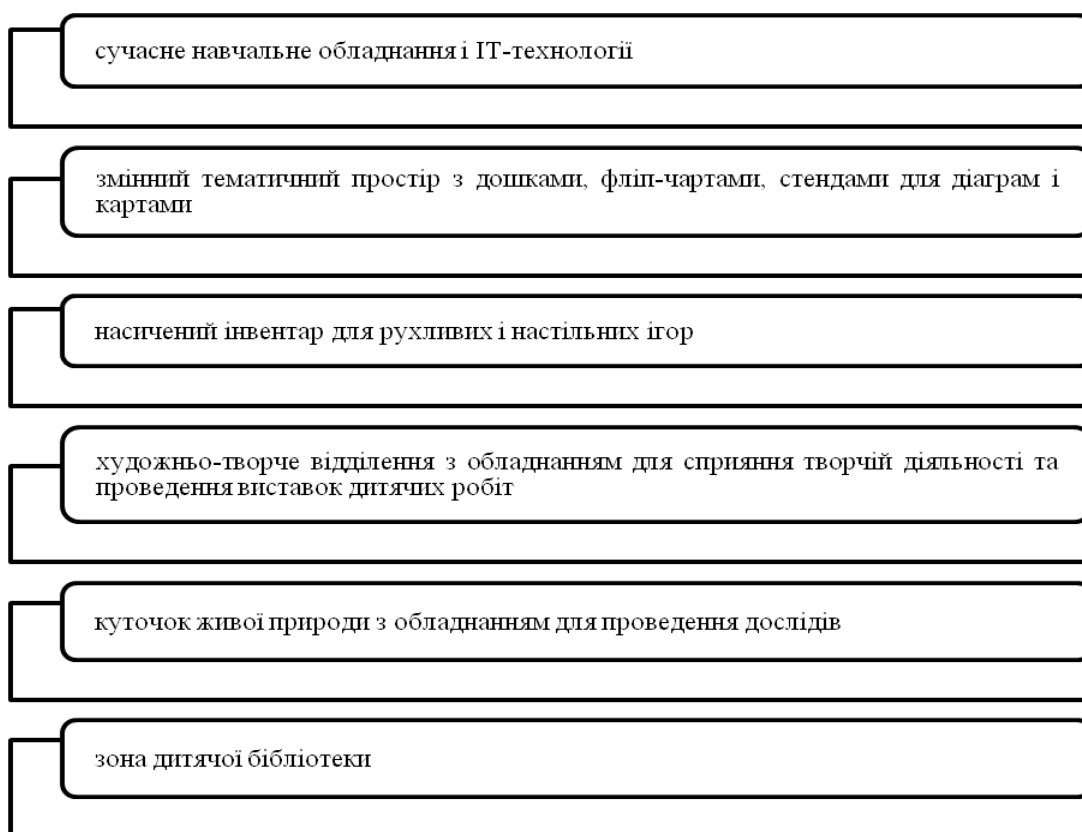 сучасне навчальне обладнання і ІТ-технології
змінний тематичний простір з дошками, фліп-чартами, стендами для діаграм і
картами
насичений інвентар для рухливих і настільних ігор
художньо-творче відділення з обладнанням для сприяння творчій діяльності та
проведення виставок дитячих робіт
куточок живої природи з обладнанням для проведення дослідів
зона дитячої бібліотеки